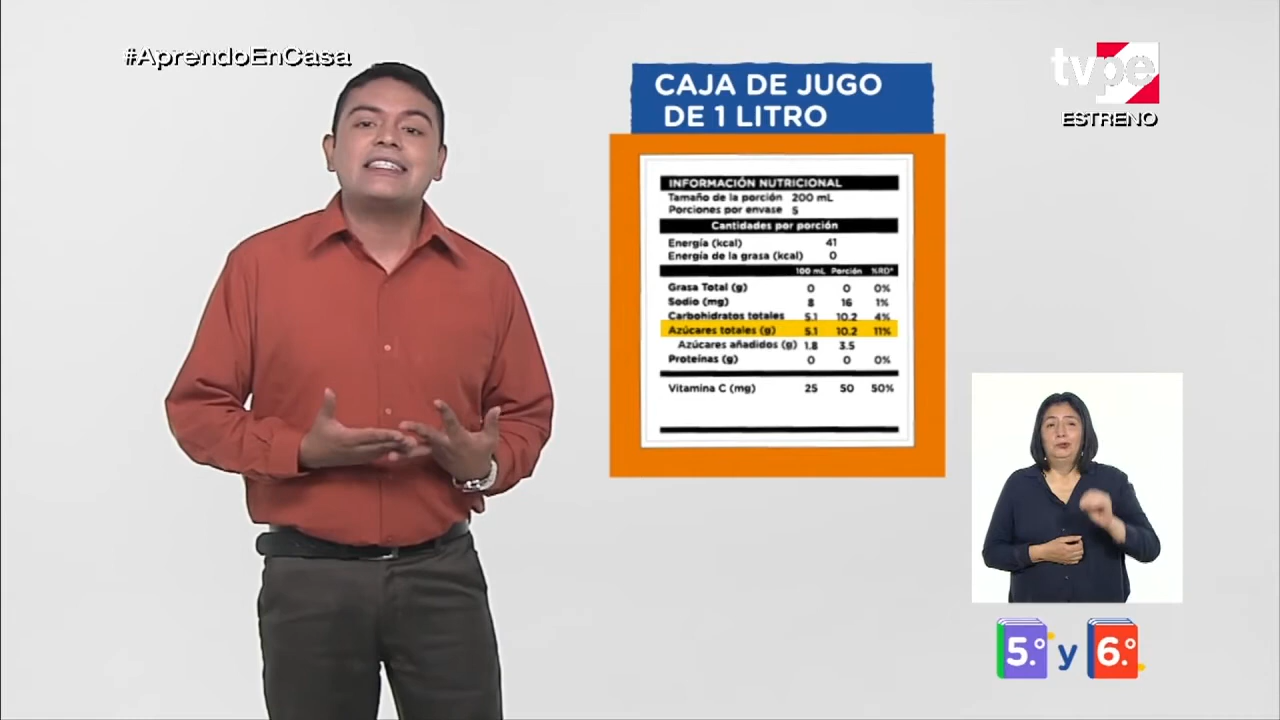 #AprendoEnCasa
tvpe
ESTRENO
CAJA DE JUGO
DE 1 LITRO
INFORMACIÓN NUTRICIONAL
Tamaño de la porción 200 mL
Porciones por envase 5
Cantidades por porción
Energía (kcal) 41
Energía de la grasa (kcal) 0
100 mL Porción %RD*
Grasa Total (g) 0 0 0%
Sodio (mg) 8 16 1%
Carbohidratos totales 5.1 10.2 4%
Azúcares totales (g) 5.1 10.2 11%
Azúcares añadidos (g) 1.8 3.5
Proteínas (g) 0 0 0%
Vitamina C (mg) 25 50 50%
5.° y 6.°